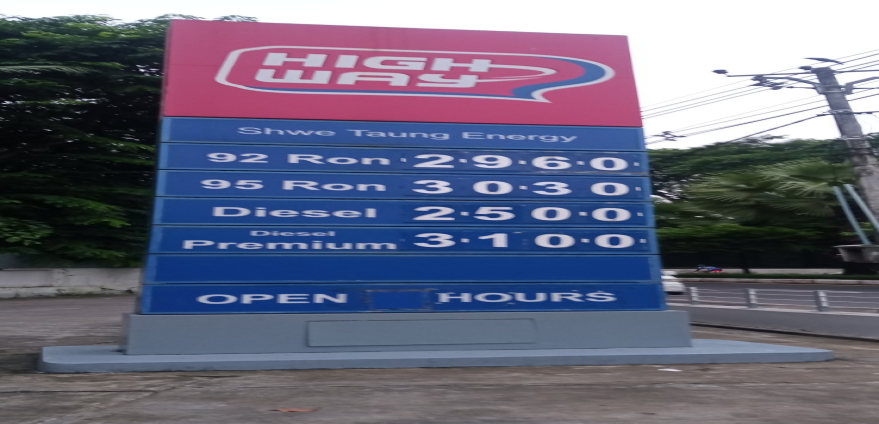 HIGH
WAY
Shwe Taung Energy
92 Ron 2960
95 Ron 3030
Diesel 2500
Diesel
Premium 3100
OPEN HOURS